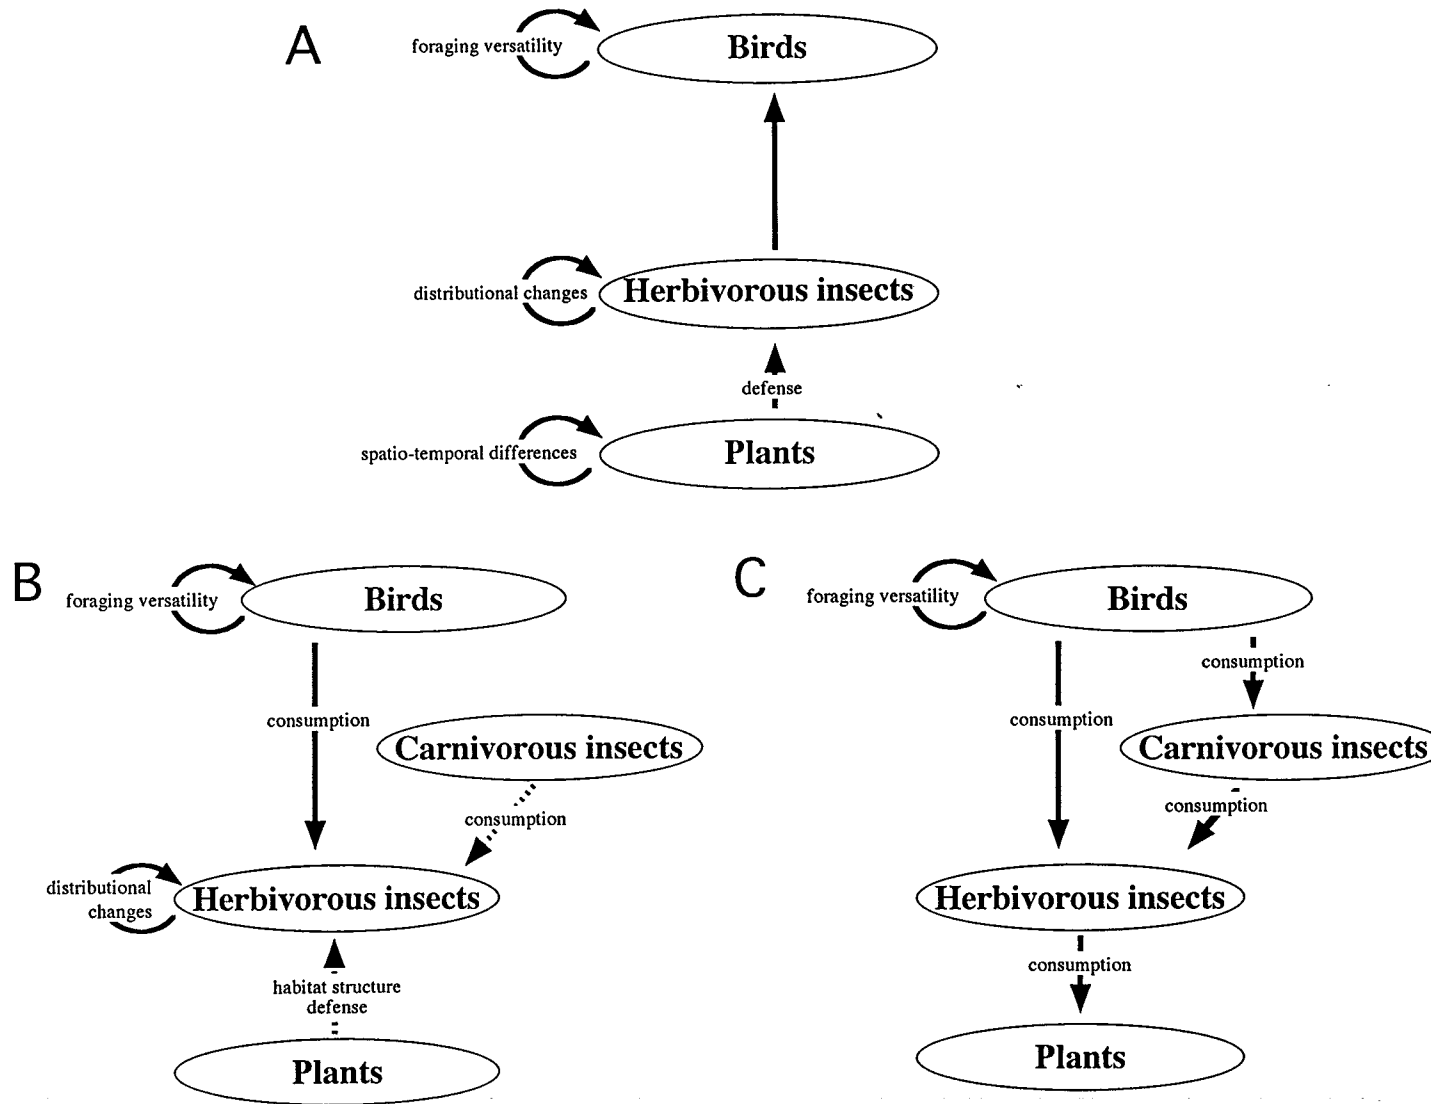 A
foraging versatility
Birds
distributional changes
Herbivorous insects
defense
spatio-temporal differences
Plants
B
foraging versatility
Birds
consumption
Carnivorous insects
consumption
distributional
changes
Herbivorous insects
habitat structure
defense
Plants
C
foraging versatility
Birds
consumption
consumption
Carnivorous insects
consumption
Herbivorous insects
consumption
Plants